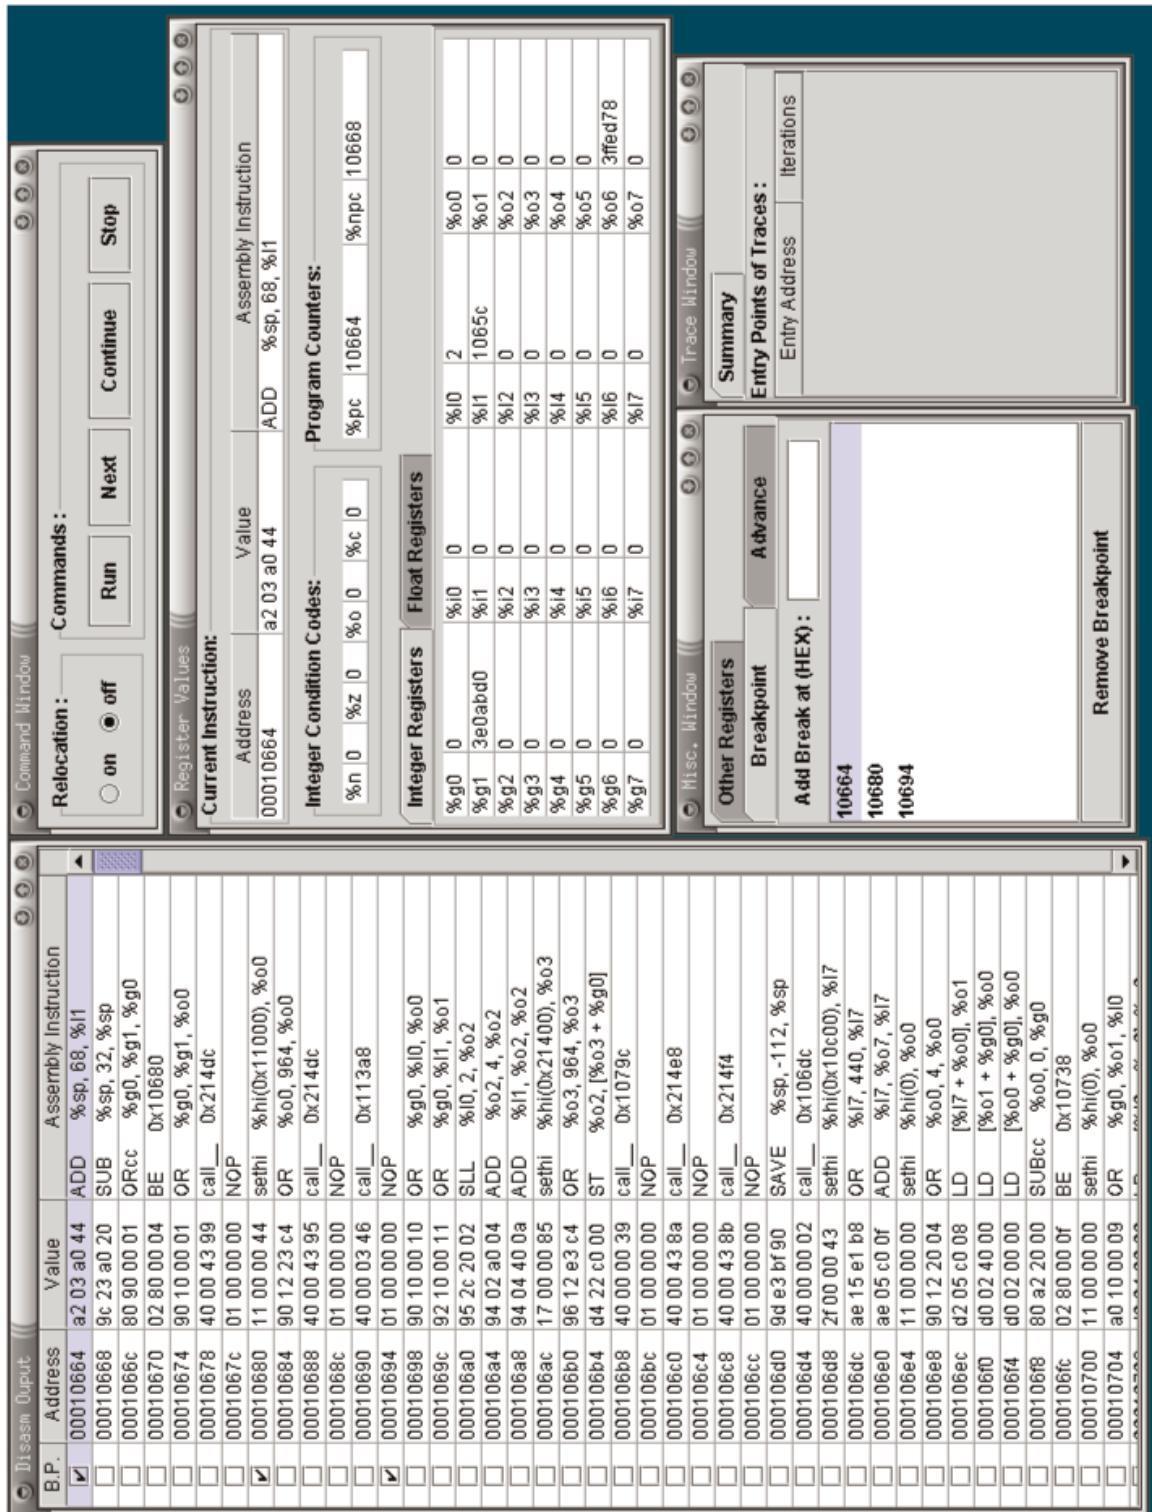 Disasm Ouput
B.P. Address Value Assembly Instruction
00010664 a2 03 a0 44 ADD %sp, 68, %l1
00010668 9c 23 a0 20 SUB %sp, 32, %sp
0001066c 80 90 00 01 ORcc %g0, %g1, %g0
00010670 02 80 00 04 BE 0x10680
00010674 90 10 00 01 OR %g0, %g1, %o0
00010678 40 00 43 99 call__ 0x214dc
0001067c 01 00 00 00 NOP
00010680 11 00 00 44 sethi %hi(0x11000), %o0
00010684 90 12 23 c4 OR %o0, 964, %o0
00010688 40 00 43 95 call__ 0x214dc
0001068c 01 00 00 00 NOP
00010690 40 00 03 46 call__ 0x113a8
00010694 01 00 00 00 NOP
00010698 90 10 00 10 OR %g0, %l0, %o0
0001069c 92 10 00 11 OR %g0, %l1, %o1
000106a0 95 2c 20 02 SLL %l0, 2, %o2
000106a4 94 02 a0 04 ADD %o2, 4, %o2
000106a8 94 04 40 0a ADD %l1, %o2, %o2
000106ac 17 00 00 85 sethi %hi(0x21400), %o3
000106b0 96 12 e3 c4 OR %o3, 964, %o3
000106b4 d4 22 c0 00 ST %o2, [%o3 + %g0]
000106b8 40 00 00 39 call__ 0x1079c
000106bc 01 00 00 00 NOP
000106c0 40 00 43 8a call__ 0x214e8
000106c4 01 00 00 00 NOP
000106c8 40 00 43 8b call__ 0x214f4
000106cc 01 00 00 00 NOP
000106d0 9d e3 bf 90 SAVE %sp, -112, %sp
000106d4 40 00 00 02 call__ 0x106dc
000106d8 2f 00 00 43 sethi %hi(0x10c00), %l7
000106dc ae 15 e1 b8 OR %l7, 440, %l7
000106e0 ae 05 c0 0f ADD %l7, %o7, %l7
000106e4 11 00 00 00 sethi %hi(0), %o0
000106e8 90 12 20 04 OR %o0, 4, %o0
000106ec d2 05 c0 08 LD [%l7 + %o0], %o1
000106f0 d0 02 40 00 LD [%o1 + %g0], %o0
000106f4 d0 02 00 00 LD [%o0 + %g0], %o0
000106f8 80 a2 20 00 SUBcc %o0, 0, %g0
000106fc 02 80 00 0f BE 0x10738
00010700 11 00 00 00 sethi %hi(0), %o0
00010704 a0 10 00 09 OR %g0, %o1, %l0
Command Window
Relocation : Commands :
on off Run Next Continue Stop
Register Values
Current Instruction:
Address Value Assembly Instruction
00010664 a2 03 a0 44 ADD %sp, 68, %l1
Integer Condition Codes: Program Counters:
%n 0 %z 0 %o 0 %c 0 %pc 10664 %npc 10668
Integer Registers Float Registers
%g0 0 %i0 0 %l0 2 %o0 0
%g1 3e0abd0 %i1 0 %l1 1065c %o1 0
%g2 0 %i2 0 %l2 0 %o2 0
%g3 0 %i3 0 %l3 0 %o3 0
%g4 0 %i4 0 %l4 0 %o4 0
%g5 0 %i5 0 %l5 0 %o5 0
%g6 0 %i6 0 %l6 0 %o6 3ffed78
%g7 0 %i7 0 %l7 0 %o7 0
Misc. Window
Other Registers
Breakpoint Advance
Add Break at (HEX) :
10664
10680
10694
Remove Breakpoint
Trace Window
Summary
Entry Points of Traces :
Entry Address Iterations